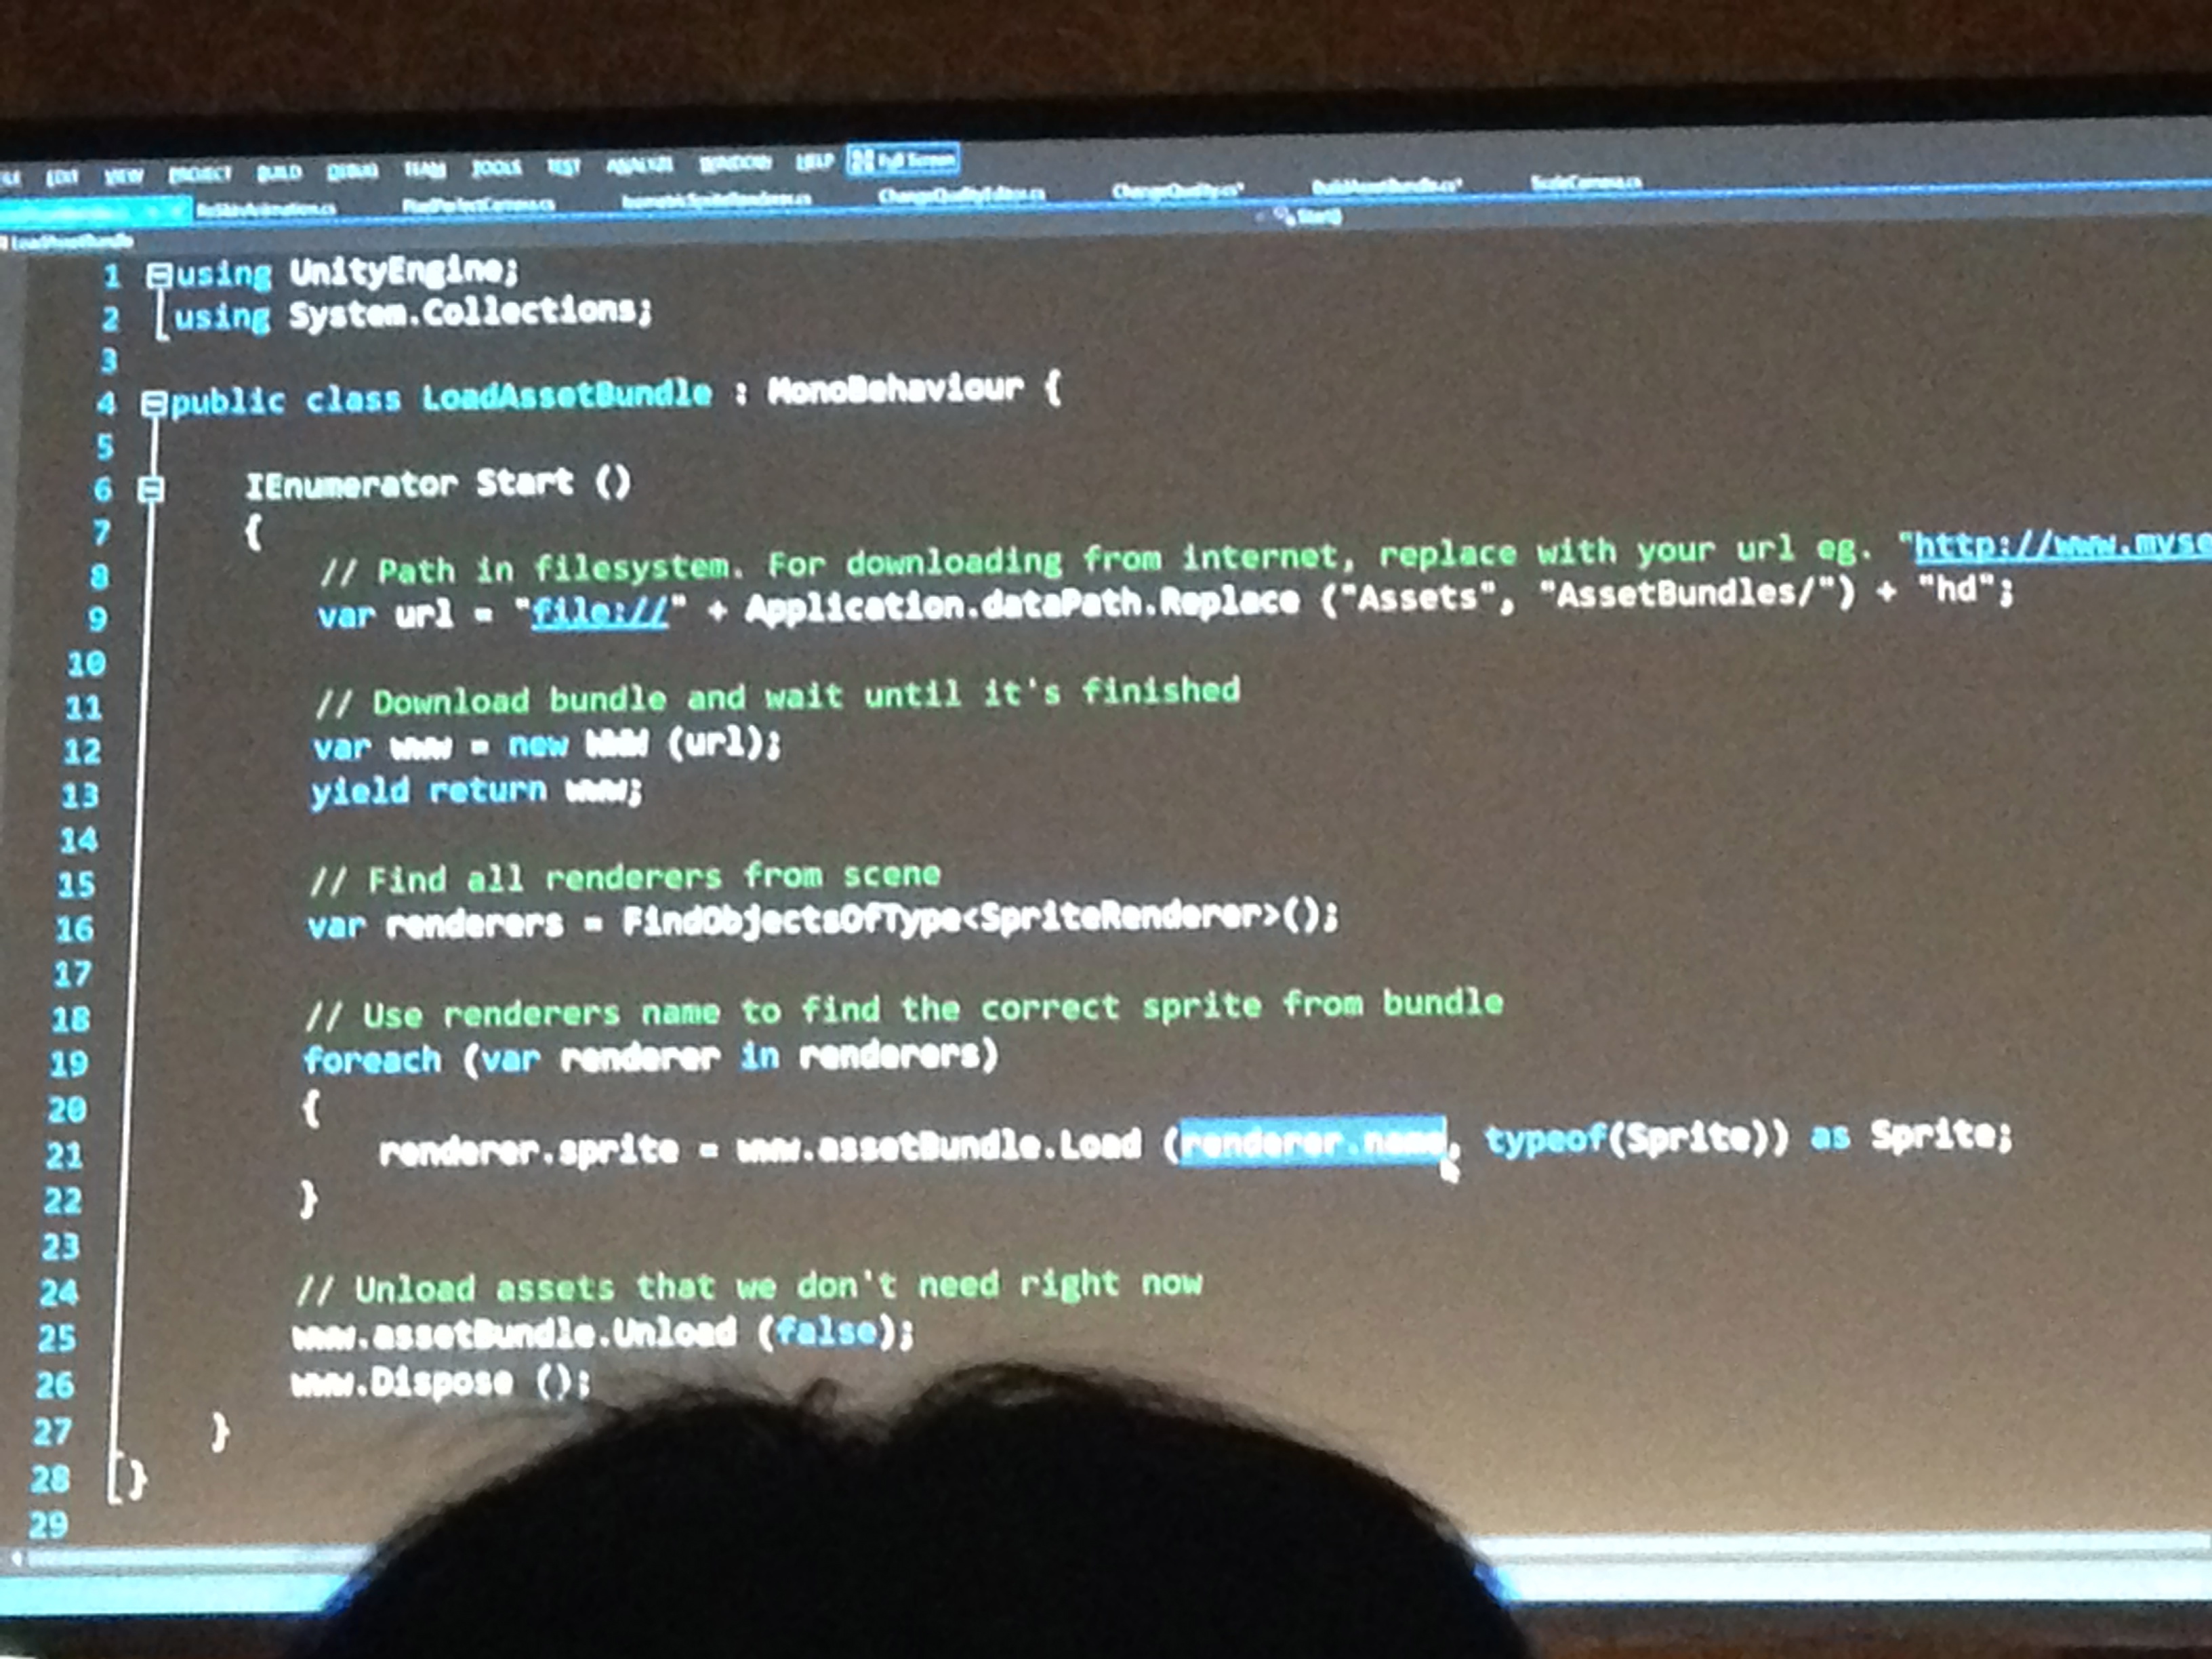 EDIT VIEW PROJECT BUILD DEBUG TEAM TOOLS TEST ANALYZE WINDOW HELP Full Screen
ReSkinAnimation.cs PixelPerfectCamera.cs IsometricSpriteRenderer.cs ChangeQualityEditor.cs ChangeQuality.cs* BuildAssetBundle.cs* ScaleCamera.cs
LoadAssetBundle Start()
1 using UnityEngine;
2 using System.Collections;
3
4 public class LoadAssetBundle : MonoBehaviour {
5
6 IEnumerator Start ()
7 {
8 // Path in filesystem. For downloading from internet, replace with your url eg. "http://www.myse
9 var url = "file://" + Application.dataPath.Replace ("Assets", "AssetBundles/") + "hd";
10
11 // Download bundle and wait until it's finished
12 var www = new WWW (url);
13 yield return www;
14
15 // Find all renderers from scene
16 var renderers = FindObjectsOfType<SpriteRenderer>();
17
18 // Use renderers name to find the correct sprite from bundle
19 foreach (var renderer in renderers)
20 {
21 renderer.sprite = www.assetBundle.Load (renderer.name, typeof(Sprite)) as Sprite;
22 }
23
24 // Unload assets that we don't need right now
25 www.assetBundle.Unload (false);
26 www.Dispose ();
27 }
28 }
29